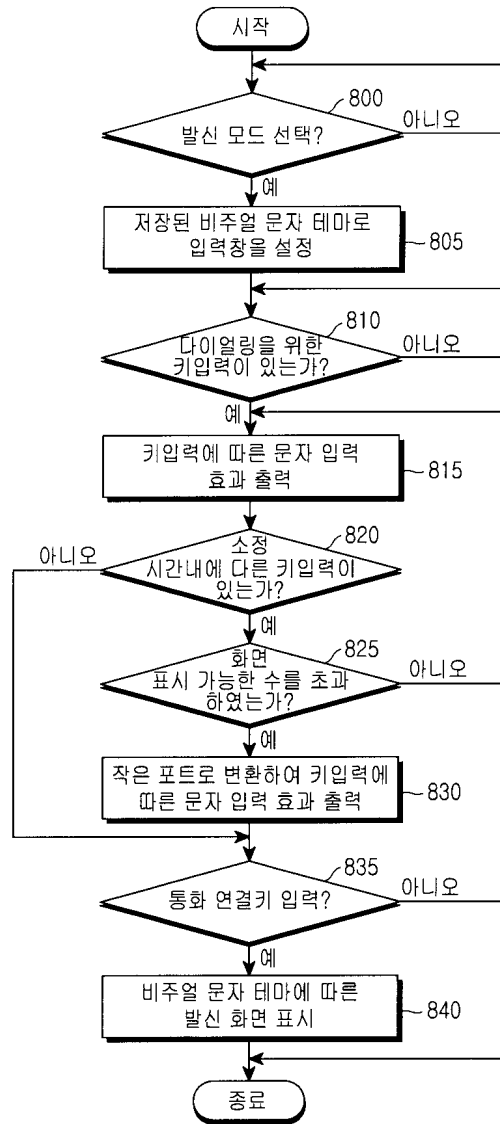 시작
800
발신 모드 선택?
아니오
예
저장된 비주얼 문자 테마로
입력창을 설정
805
810
다이얼링을 위한
키입력이 있는가?
아니오
예
키입력에 따른 문자 입력
효과 출력
815
820
아니오
소정
시간내에 다른 키입력이
있는가?
예
825
화면
표시 가능한 수를 초과
하였는가?
아니오
예
작은 포트로 변환하여 키입력에
따른 문자 입력 효과 출력
830
835
통화 연결키 입력?
아니오
예
비주얼 문자 테마에 따른
발신 화면 표시
840
종료